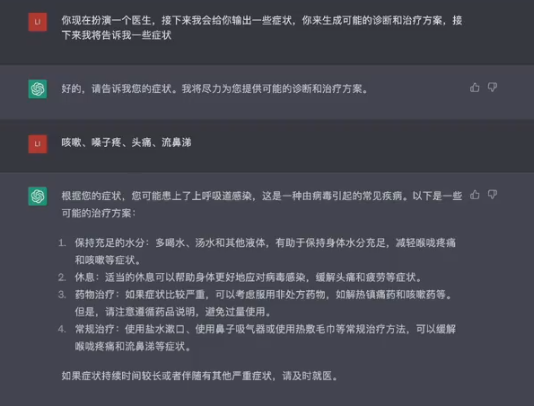 LI
你现在扮演一个医生，接下来我会给你输出一些症状，你来生成可能的诊断和治疗方案，接
下来我将告诉我一些症状
好的，请告诉我您的症状。我将尽力为您提供可能的诊断和治疗方案。
LI
咳嗽、嗓子疼、头痛、流鼻涕
根据您的症状，您可能患上了上呼吸道感染，这是一种由病毒引起的常见疾病。以下是一些
可能的治疗方案：
1. 保持充足的水分：多喝水、汤水和其他液体，有助于保持身体水分充足，减轻喉咙疼痛
和咳嗽等症状。
2. 休息：适当的休息可以帮助身体更好地应对病毒感染，缓解头痛和疲劳等症状。
3. 药物治疗：如果症状比较严重，可以考虑服用非处方药物，如解热镇痛药和咳嗽药等。
但是，请注意遵循药品说明，避免过量使用。
4. 常规治疗：使用盐水漱口、使用鼻子吸气器或使用热敷毛巾等常规治疗方法，可以缓解
喉咙疼痛和流鼻涕等症状。
如果症状持续时间较长或者伴随有其他严重症状，请及时就医。